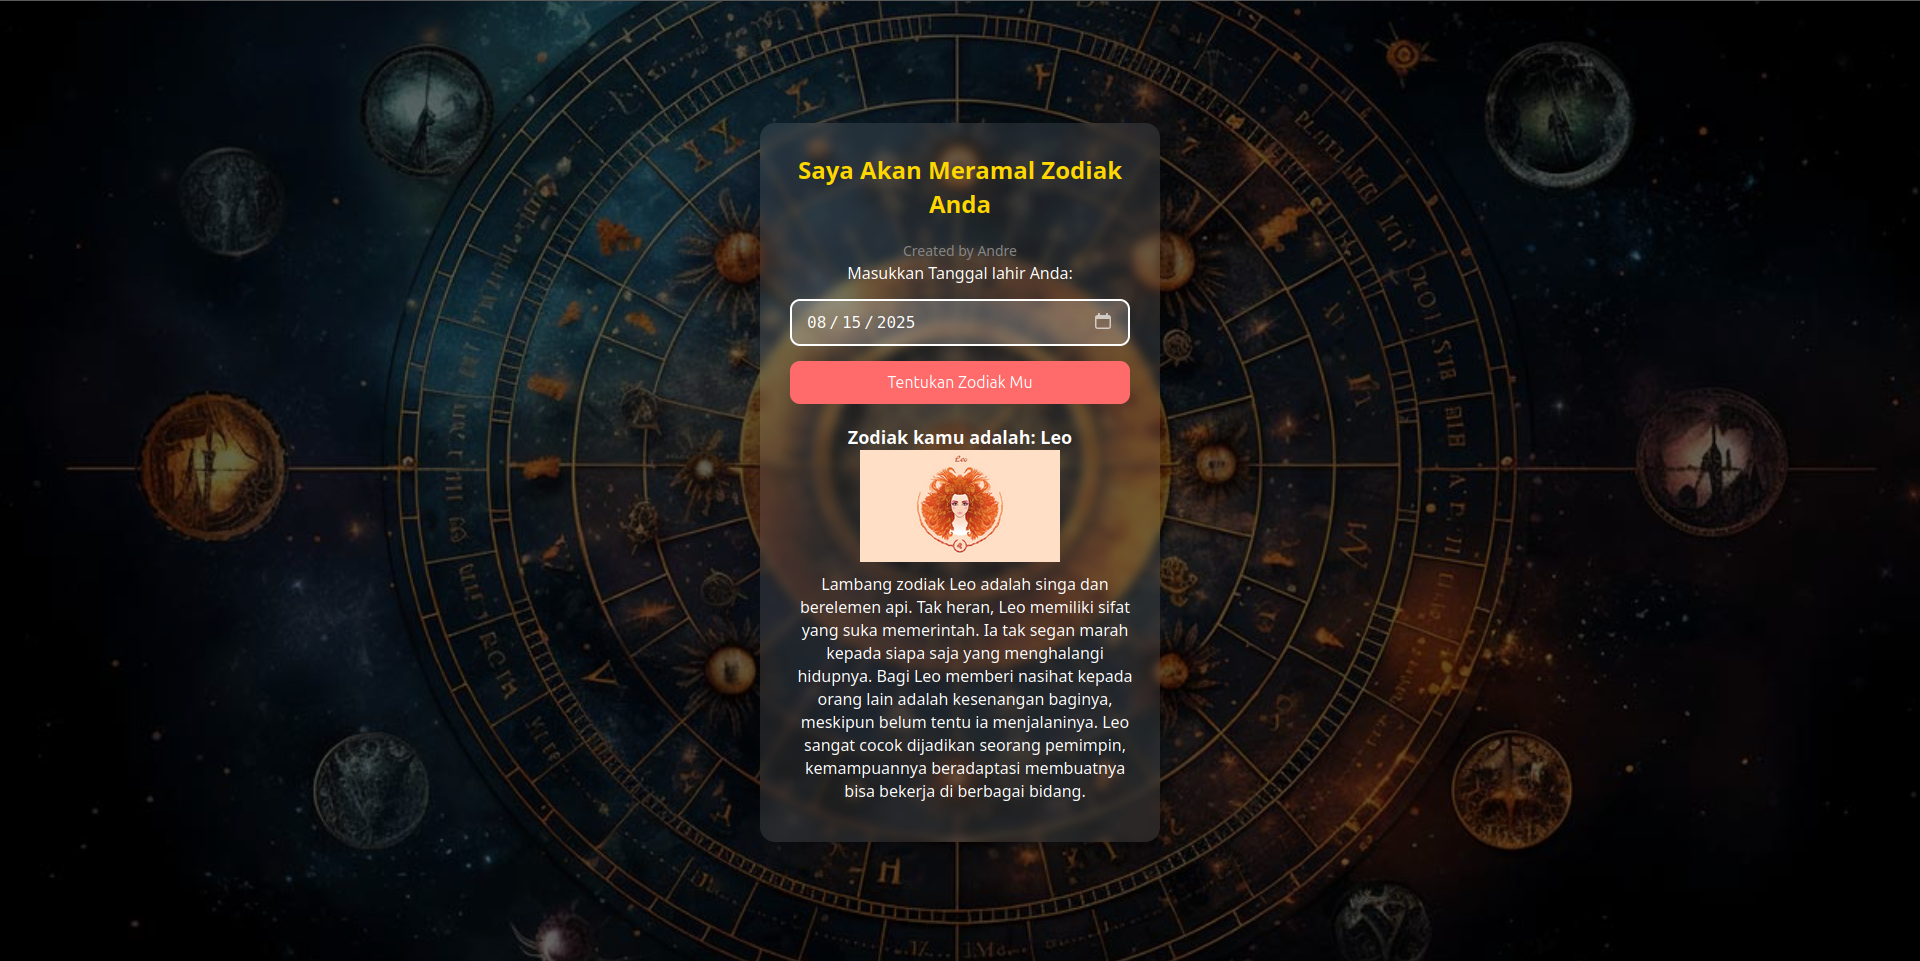 Saya Akan Meramal Zodiak
Anda
Created by Andre
Masukkan Tanggal lahir Anda:
08/15/2025
Tentukan Zodiak Mu
Zodiak kamu adalah: Leo
Leo
Lambang zodiak Leo adalah singa dan
berelemen api. Tak heran, Leo memiliki sifat
yang suka memerintah. Ia tak segan marah
kepada siapa saja yang menghalangi
hidupnya. Bagi Leo memberi nasihat kepada
orang lain adalah kesenangan baginya,
meskipun belum tentu ia menjalaninya. Leo
sangat cocok dijadikan seorang pemimpin,
kemampuannya beradaptasi membuatnya
bisa bekerja di berbagai bidang.